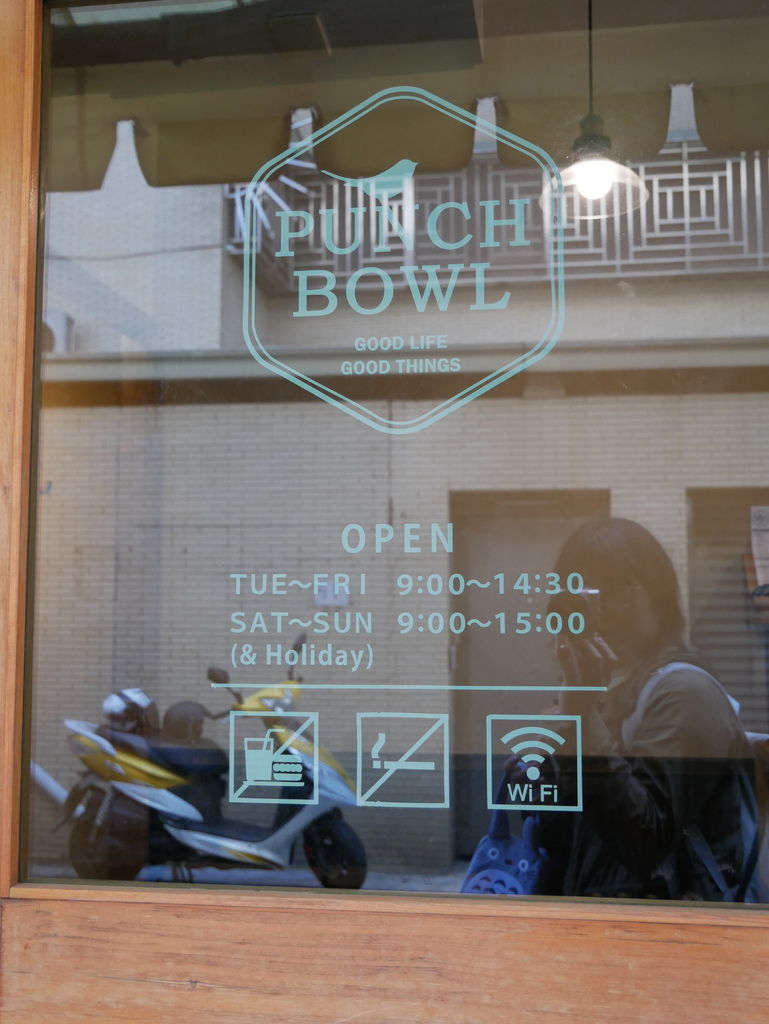 PUNCH
BOWL
GOOD LIFE
GOOD THINGS
OPEN
TUE～FRI 9:00～14:30
SAT～SUN 9:00～15:00
(& Holiday)
Wi Fi